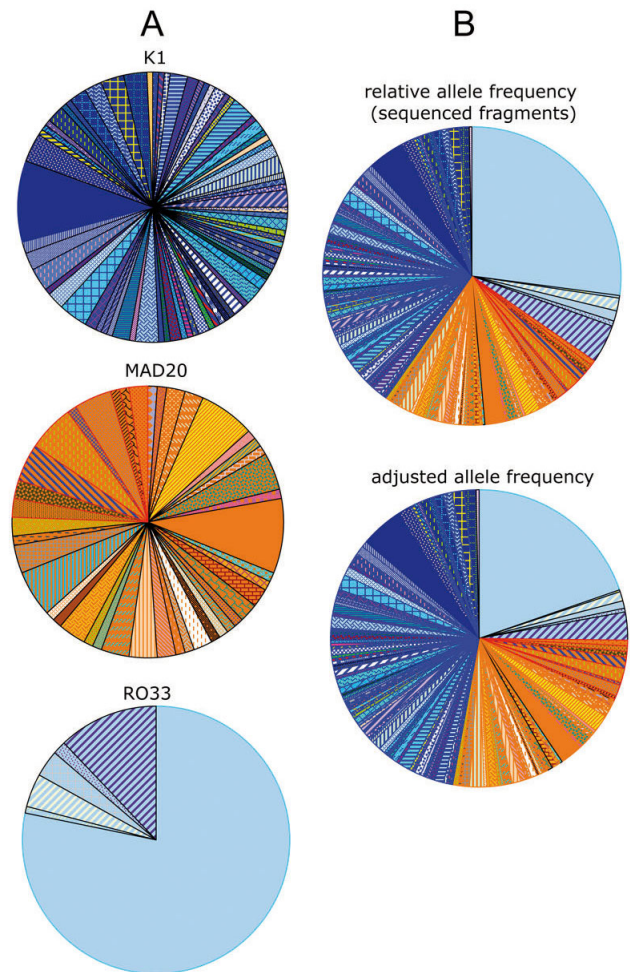 A
K1
MAD20
RO33
B
relative allele frequency
(sequenced fragments)
adjusted allele frequency